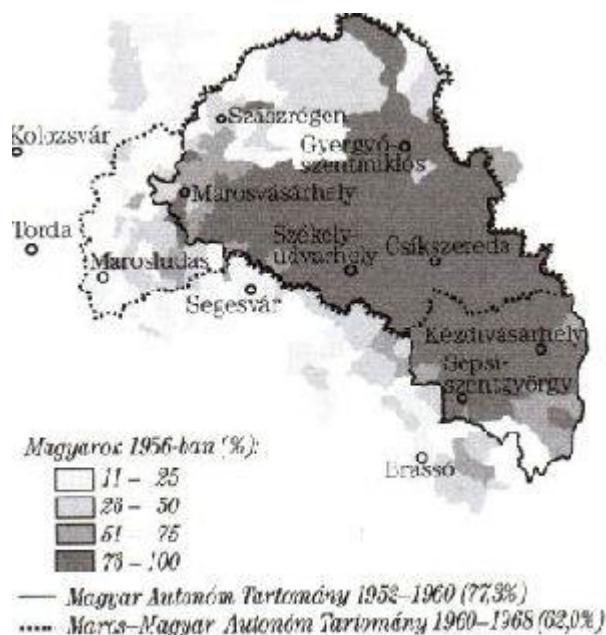 Kolozsvár
Szászrégen
Gyergyó-
szentmiklós
Marosvásárhely
Torda
Marosludas
Székely-
udvarhely
Csíkszereda
Segesvár
Kézdivásárhely
Sepsi-
szentgyörgy
Brassó
Magyarok 1956-ban (%):
11 – 25
26 – 50
51 – 75
76 – 100
Magyar Autonóm Tartomány 1952–1960 (77,3%)
Maros–Magyar Autonóm Tartomány 1960–1968 (62,0%)